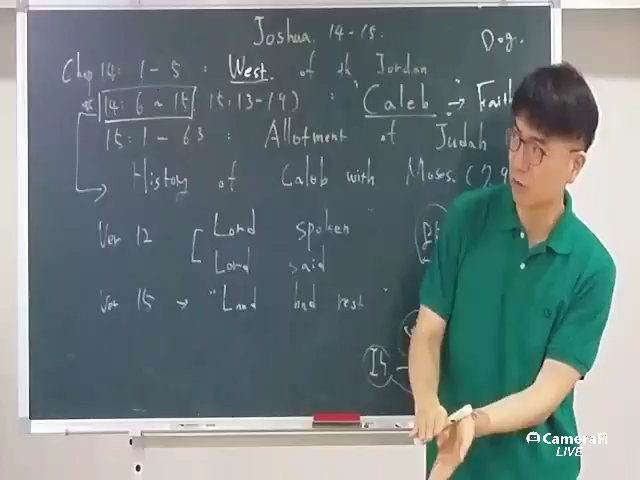 Joshua 14-15.
Dog.
Chap 14: 1-5 : West of th Jordan
14: 6 ~ 15 15:13-19) : "Caleb" → Faith
15: 1-63 : Allotment of Judah
History of Caleb with Moses. (
Ver 12 Lord spoken
Lord said
Ver 15 → "Land had rest"
CameraFi
LIVE